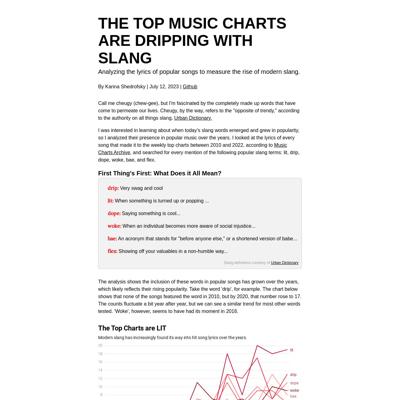 THE TOP MUSIC CHARTS
ARE DRIPPING WITH
SLANG
Analyzing the lyrics of popular songs to measure the rise of modern slang.
By Karina Shedrofsky | July 12, 2023 | Github
Call me cheugy (chew-gee), but I'm fascinated by the completely made up words that have
come to permeate our lives. Cheugy, by the way, refers to the "opposite of trendy," according
to the authority on all things slang, Urban Dictionary.
I was interested in learning about when today's slang words emerged and grew in popularity,
so I analyzed their presence in popular music over the years. I looked at the lyrics of every
song that made it to the weekly top charts between 2010 and 2022, according to Music
Charts Archive, and searched for every mention of the following popular slang terms: lit, drip,
dope, woke, bae, and flex.
First Thing's First: What Does it All Mean?
drip: Very swag and cool
lit: When something is turned up or popping ...
dope: Saying something is cool...
woke: When an individual becomes more aware of social injustice...
bae: An acronym that stands for "before anyone else," or a shortened version of babe...
flex: Showing off your valuables in a non-humble way...
Slang definitions courtesy of Urban Dictionary
The analysis shows the inclusion of these words in popular songs has grown over the years,
which likely reflects their rising popularity. Take the word 'drip', for example. The chart below
shows that none of the songs featured the word in 2010, but by 2020, that number rose to 17.
The counts fluctuate a bit year after year, but we can see a similar trend for most other words
tested. 'Woke', however, seems to have had its moment in 2018.
The Top Charts are LIT
Modern slang has increasingly found its way into hit song lyrics over the years.
20
18
16
14
12
10
8
lit
drip
dope
woke
bae